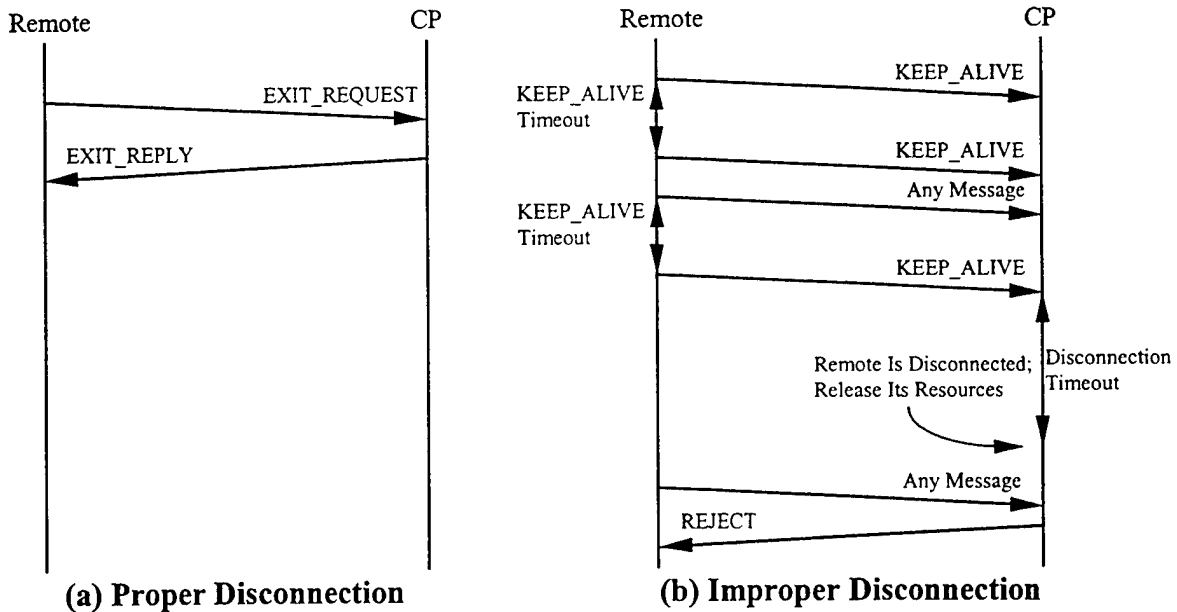 Remote
CP
EXIT_REQUEST
EXIT_REPLY
(a) Proper Disconnection
Remote
CP
KEEP_ALIVE
KEEP_ALIVE
Timeout
KEEP_ALIVE
Any Message
KEEP_ALIVE
Timeout
KEEP_ALIVE
Remote Is Disconnected;
Release Its Resources
Disconnection
Timeout
Any Message
REJECT
(b) Improper Disconnection